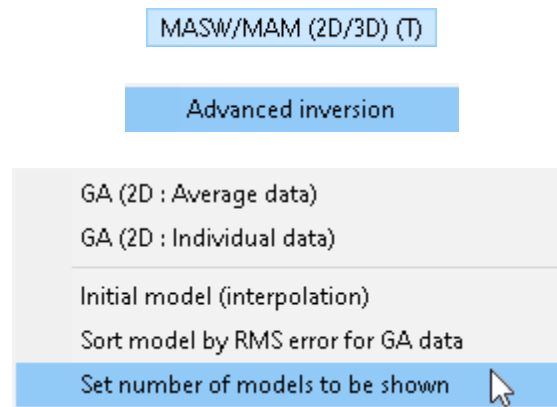 MASW/MAM (2D/3D) (T)
Advanced inversion
GA (2D : Average data)
GA (2D : Individual data)
Initial model (interpolation)
Sort model by RMS error for GA data
Set number of models to be shown